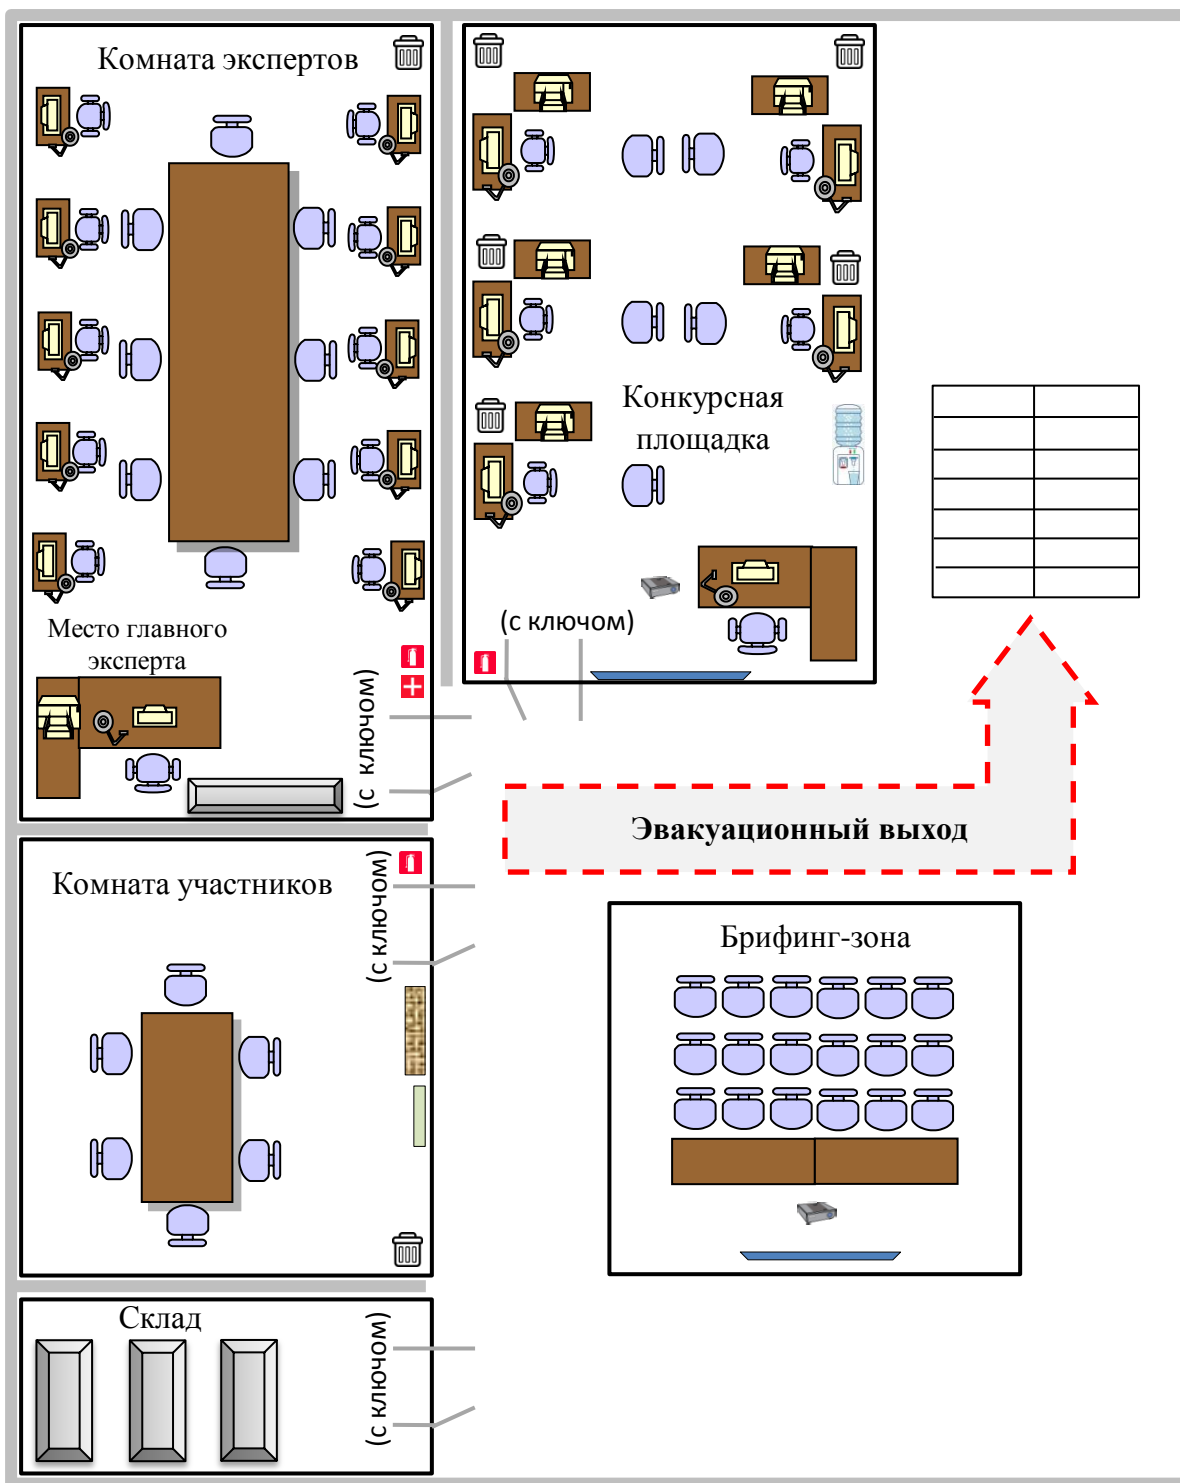 Комната экспертов
Место главного
эксперта
(с ключом)
Конкурсная
площадка
(с ключом)
Эвакуационный выход
Комната участников
(с ключом)
Брифинг-зона
Склад
(с ключом)